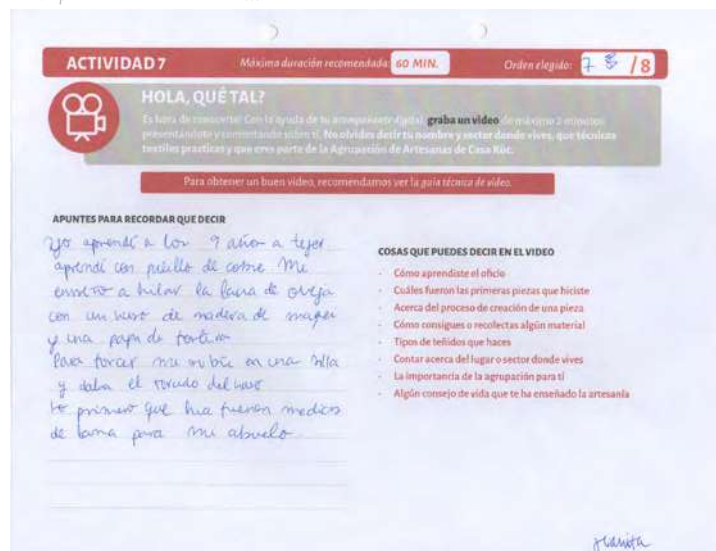 ACTIVIDAD 7
Máxima duración recomendada: 60 MIN.
Orden elegido: 7 /8
HOLA, QUÉ TAL?
Es hora de conocerte! Con la ayuda de tu acompañador digital, graba un video de máximo 2 minutos
presentándote y comentando sobre ti. No olvides decir tu nombre y sector donde vives, que técnicas
textiles practicas y que eres parte de la Agrupación de Artesanas de Casa Rüc.
Para obtener un buen video, recomendamos ver la guía técnica de video.
APUNTES PARA RECORDAR QUE DECIR
Yo aprendí a los 9 años a tejer
aprendí con palillo de cobre. Me
enseño a hilar la lana de oveja
con un huso de madera de maqui
y una papa de tortera
Para torcer me subía en una silla
y daba el torcido del huso
lo primero que hice fueron medias
de lana para mi abuelo
COSAS QUE PUEDES DECIR EN EL VIDEO
- Cómo aprendiste el oficio
- Cuáles fueron las primeras piezas que hiciste
- Acerca del proceso de creación de una pieza
- Cómo consigues o recolectas algún material
- Tipos de teñidos que haces
- Contar acerca del lugar o sector donde vives
- La importancia de la agrupación para tí
- Algún consejo de vida que te ha enseñado la artesanía